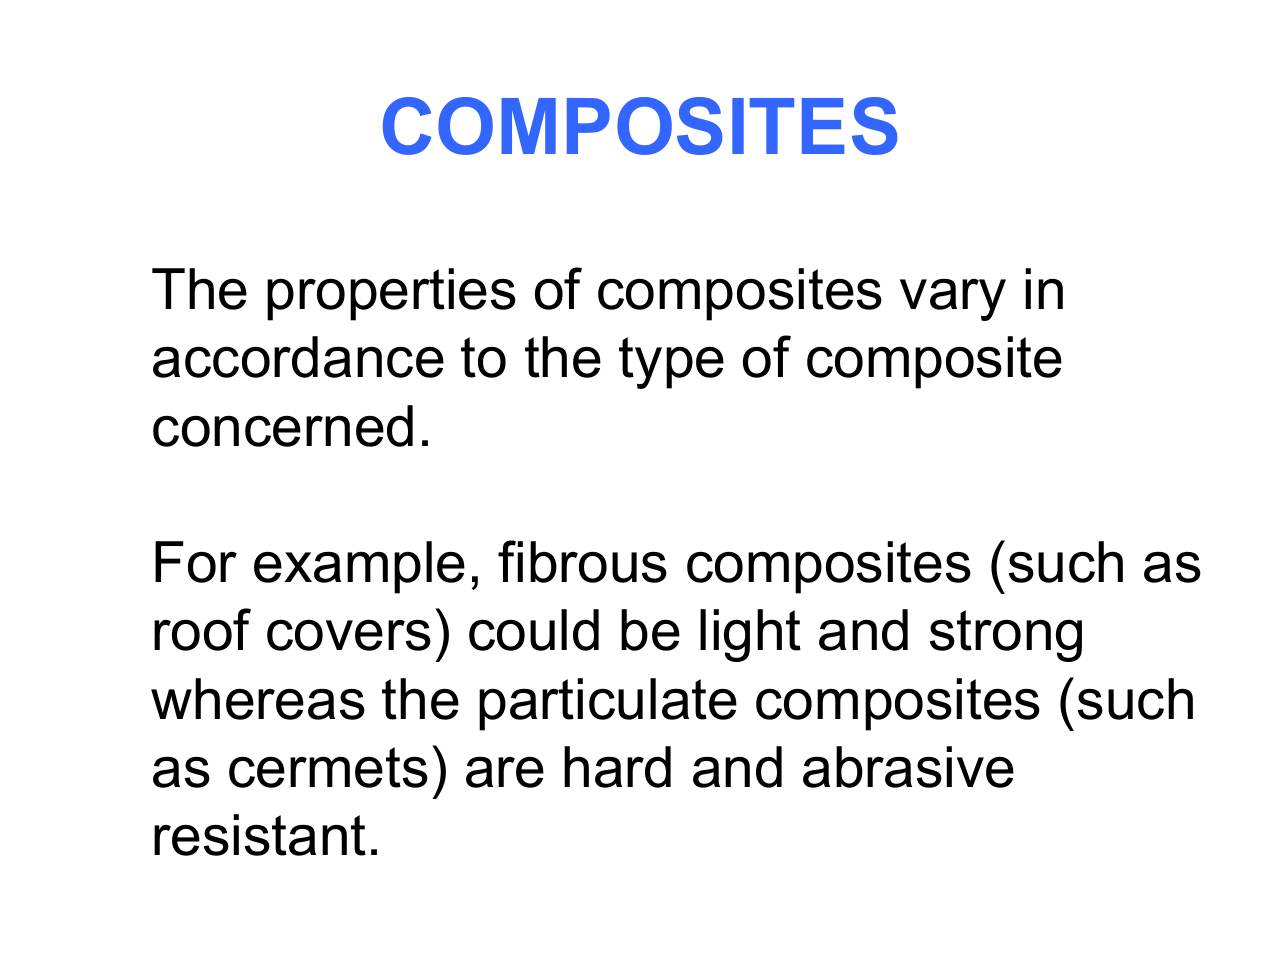 COMPOSITES
The properties of composites vary in
accordance to the type of composite
concerned.
For example, fibrous composites (such as
roof covers) could be light and strong
whereas the particulate composites (such
as cermets) are hard and abrasive
resistant.